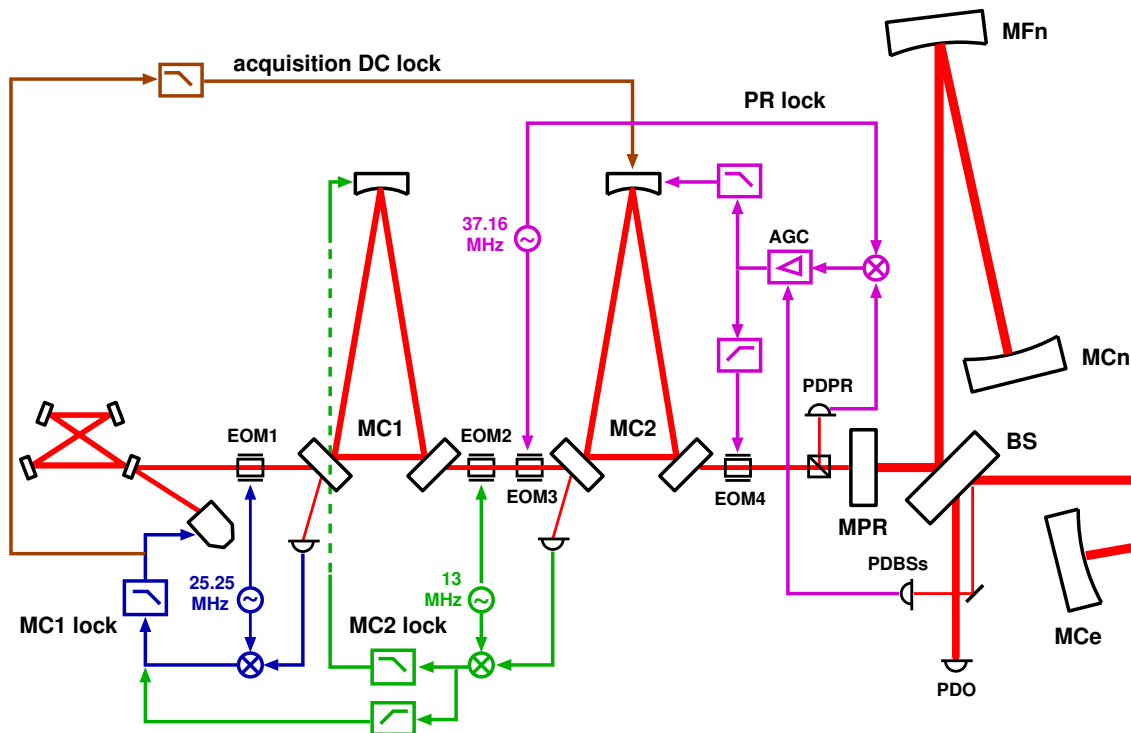 MFn
acquisition DC lock
PR lock
37.16
MHz
AGC
MCn
PDPR
MC1
MC2
BS
EOM1
EOM2
EOM3
EOM4
MPR
PDBSs
25.25
MHz
13
MHz
MC1 lock
MC2 lock
MCe
PDO